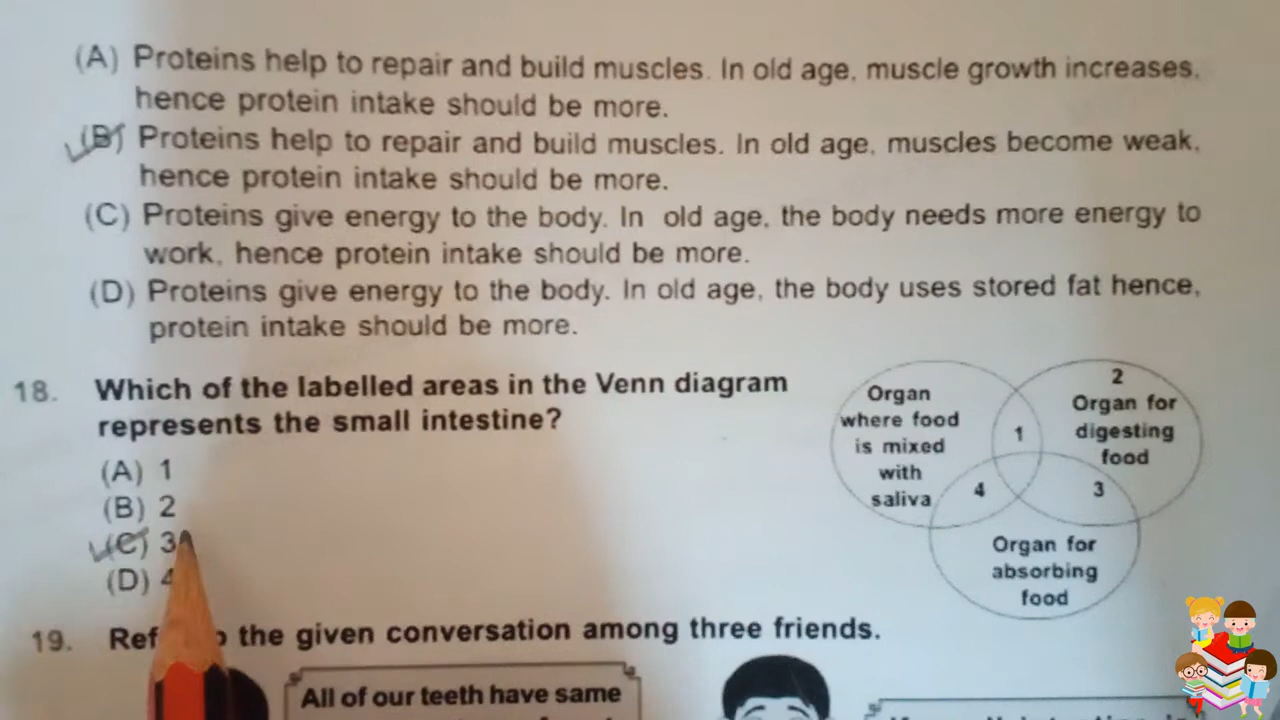 (A) Proteins help to repair and build muscles. In old age, muscle growth increases,
hence protein intake should be more.
(B) Proteins help to repair and build muscles. In old age, muscles become weak,
hence protein intake should be more.
(C) Proteins give energy to the body. In old age, the body needs more energy to
work, hence protein intake should be more.
(D) Proteins give energy to the body. In old age, the body uses stored fat hence,
protein intake should be more.
18. Which of the labelled areas in the Venn diagram
represents the small intestine?
(A) 1
(B) 2
(C) 3
(D) 4
Organ
where food
is mixed
with
saliva
1
2
Organ for
digesting
food
4
3
Organ for
absorbing
food
19. the given conversation among three friends.
All of our teeth have same